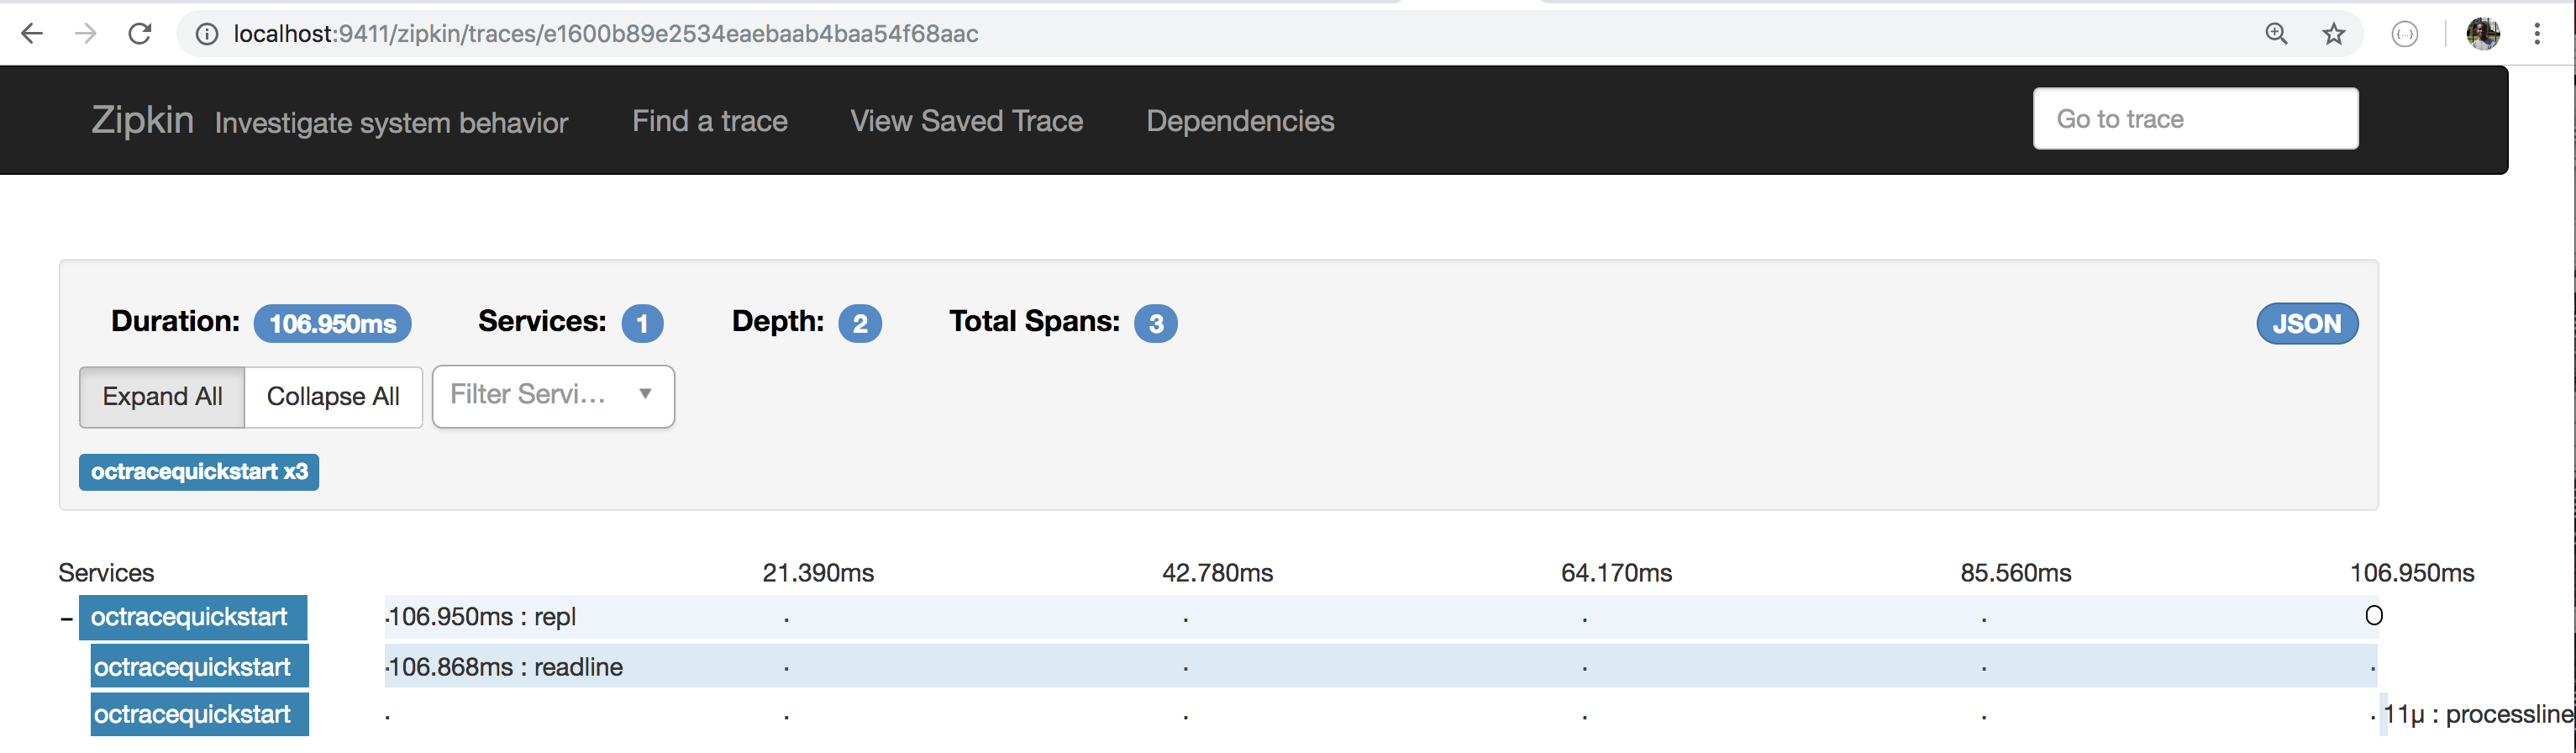 localhost:9411/zipkin/traces/e1600b89e2534eaebaab4baa54f68aac
Zipkin Investigate system behavior Find a trace View Saved Trace Dependencies Go to trace
Duration: 106.950ms Services: 1 Depth: 2 Total Spans: 3 JSON
Expand All Collapse All Filter Servi...
octracequickstart x3
Services 21.390ms 42.780ms 64.170ms 85.560ms 106.950ms
- octracequickstart 106.950ms : repl
octracequickstart 106.868ms : readline
octracequickstart 11μ : processline